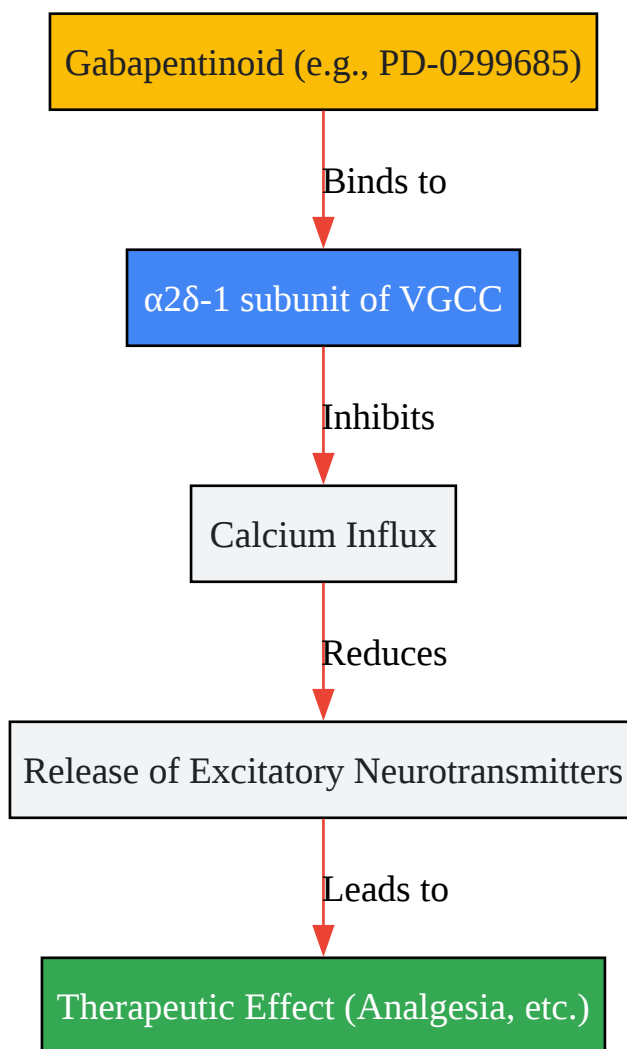 Gabapentinoid (e.g., PD-0299685)
Binds to
α2δ-1 subunit of VGCC
Inhibits
Calcium Influx
Reduces
Release of Excitatory Neurotransmitters
Leads to
Therapeutic Effect (Analgesia, etc.)